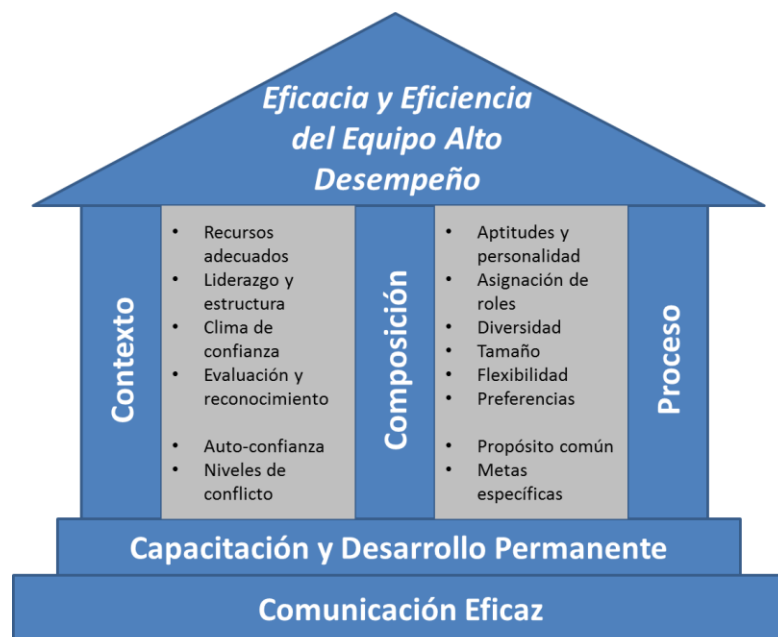 Eficacia y Eficiencia
del Equipo Alto
Desempeño
Contexto
• Recursos
adecuados
• Liderazgo y
estructura
• Clima de
confianza
• Evaluación y
reconocimiento
• Auto-confianza
• Niveles de
conflicto
Composición
• Aptitudes y
personalidad
• Asignación de
roles
• Diversidad
• Tamaño
• Flexibilidad
• Preferencias
• Propósito común
• Metas
específicas
Proceso
Capacitación y Desarrollo Permanente
Comunicación Eficaz